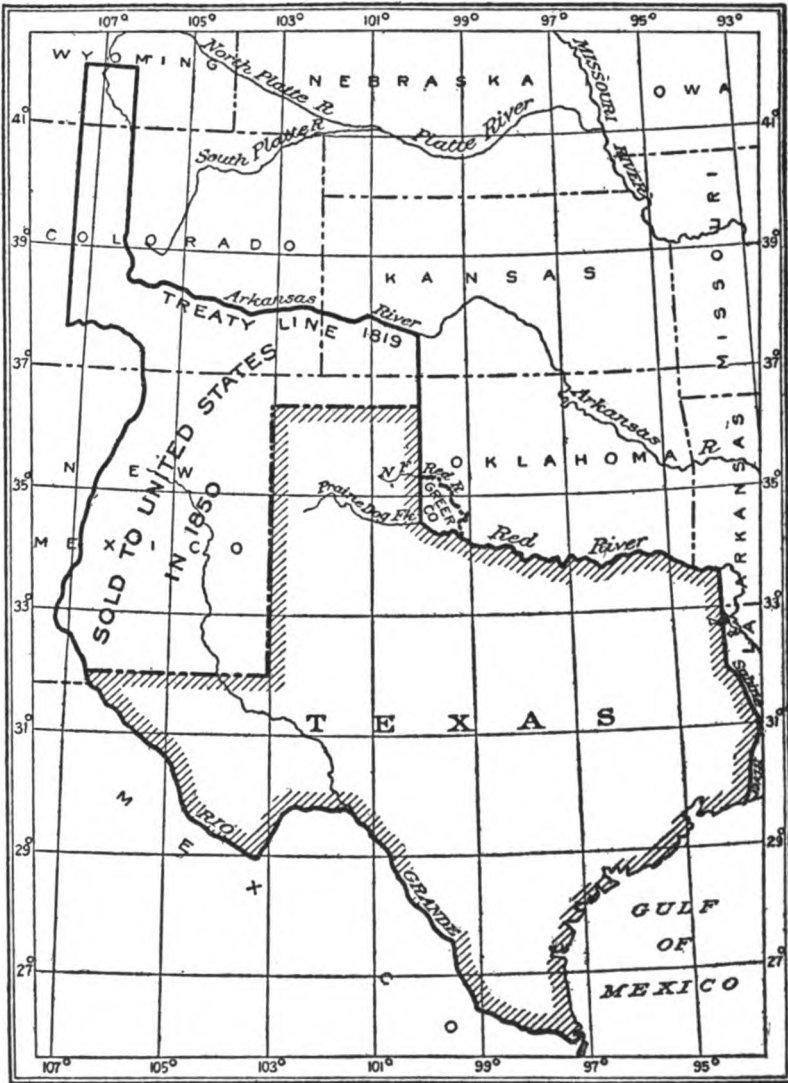 107° 105° 103° 101° 99° 97° 95° 93°
WYOMING
North Platte R
NEBRASKA
MISSOURI
RIVER
OWA
41°
41°
South Platte R
Platte River
MISSOURI
39°
COLORADO
39°
KANSAS
Arkansas River
TREATY LINE 1819
37°
37°
Arkansas R
SOLD TO UNITED STATES
IN 1850
NEW
MEXICO
N. F. Red R
GREER
CO
OKLAHOMA
ARKANSAS
35°
35°
Prairie Dog Fk.
Red River
33°
33°
LA.
Sabine
TEXAS
31°
31°
RIO
GRANDE
29°
29°
MEXICO
GULF
OF
MEXICO
27°
27°
107° 105° 103° 101° 99° 97° 95°